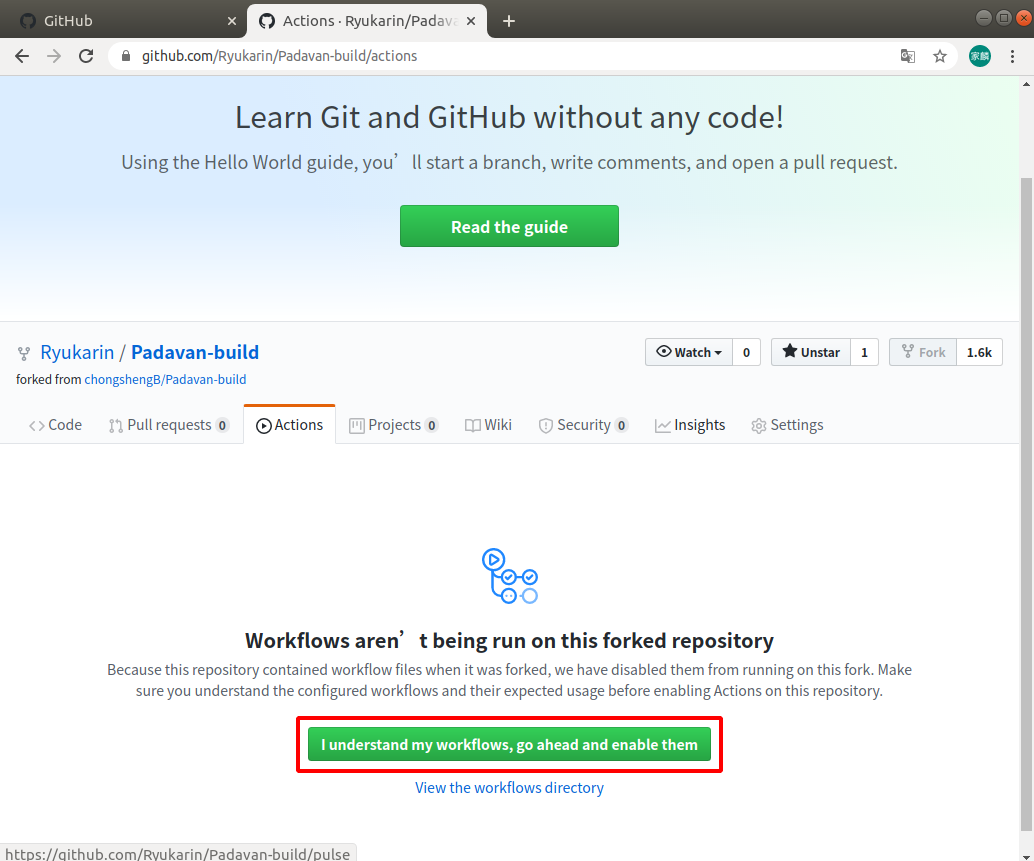 GitHub
Actions · Ryukarin/Padava
github.com/Ryukarin/Padavan-build/actions
家麟
Learn Git and GitHub without any code!
Using the Hello World guide, you’ll start a branch, write comments, and open a pull request.
Read the guide
Ryukarin / Padavan-build
Watch 0 Unstar 1 Fork 1.6k
forked from chongshengB/Padavan-build
Code Pull requests 0 Actions Projects 0 Wiki Security 0 Insights Settings
Workflows aren’t being run on this forked repository
Because this repository contained workflow files when it was forked, we have disabled them from running on this fork. Make
sure you understand the configured workflows and their expected usage before enabling Actions on this repository.
I understand my workflows, go ahead and enable them
View the workflows directory
https://github.com/Ryukarin/Padavan-build/pulse